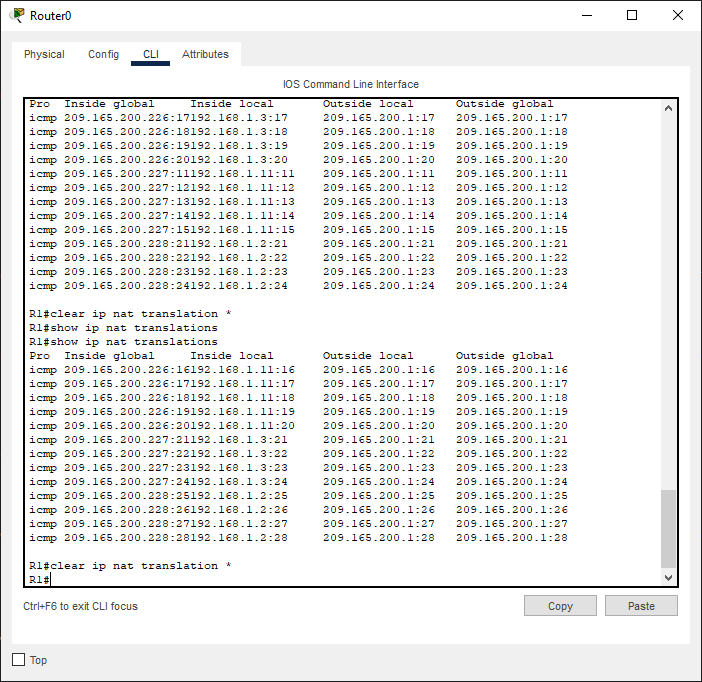 Router0
Physical Config CLI Attributes
IOS Command Line Interface
Pro  Inside global     Inside local       Outside local      Outside global
icmp 209.165.200.226:17192.168.1.3:17     209.165.200.1:17   209.165.200.1:17
icmp 209.165.200.226:18192.168.1.3:18     209.165.200.1:18   209.165.200.1:18
icmp 209.165.200.226:19192.168.1.3:19     209.165.200.1:19   209.165.200.1:19
icmp 209.165.200.226:20192.168.1.3:20     209.165.200.1:20   209.165.200.1:20
icmp 209.165.200.227:11192.168.1.11:11    209.165.200.1:11   209.165.200.1:11
icmp 209.165.200.227:12192.168.1.11:12    209.165.200.1:12   209.165.200.1:12
icmp 209.165.200.227:13192.168.1.11:13    209.165.200.1:13   209.165.200.1:13
icmp 209.165.200.227:14192.168.1.11:14    209.165.200.1:14   209.165.200.1:14
icmp 209.165.200.227:15192.168.1.11:15    209.165.200.1:15   209.165.200.1:15
icmp 209.165.200.228:21192.168.1.2:21     209.165.200.1:21   209.165.200.1:21
icmp 209.165.200.228:22192.168.1.2:22     209.165.200.1:22   209.165.200.1:22
icmp 209.165.200.228:23192.168.1.2:23     209.165.200.1:23   209.165.200.1:23
icmp 209.165.200.228:24192.168.1.2:24     209.165.200.1:24   209.165.200.1:24
R1#clear ip nat translation *
R1#show ip nat translations
R1#show ip nat translations
Pro  Inside global     Inside local       Outside local      Outside global
icmp 209.165.200.226:16192.168.1.11:16    209.165.200.1:16   209.165.200.1:16
icmp 209.165.200.226:17192.168.1.11:17    209.165.200.1:17   209.165.200.1:17
icmp 209.165.200.226:18192.168.1.11:18    209.165.200.1:18   209.165.200.1:18
icmp 209.165.200.226:19192.168.1.11:19    209.165.200.1:19   209.165.200.1:19
icmp 209.165.200.226:20192.168.1.11:20    209.165.200.1:20   209.165.200.1:20
icmp 209.165.200.227:21192.168.1.3:21     209.165.200.1:21   209.165.200.1:21
icmp 209.165.200.227:22192.168.1.3:22     209.165.200.1:22   209.165.200.1:22
icmp 209.165.200.227:23192.168.1.3:23     209.165.200.1:23   209.165.200.1:23
icmp 209.165.200.227:24192.168.1.3:24     209.165.200.1:24   209.165.200.1:24
icmp 209.165.200.228:25192.168.1.2:25     209.165.200.1:25   209.165.200.1:25
icmp 209.165.200.228:26192.168.1.2:26     209.165.200.1:26   209.165.200.1:26
icmp 209.165.200.228:27192.168.1.2:27     209.165.200.1:27   209.165.200.1:27
icmp 209.165.200.228:28192.168.1.2:28     209.165.200.1:28   209.165.200.1:28
R1#clear ip nat translation *
R1#
Ctrl+F6 to exit CLI focus
Copy Paste
Top